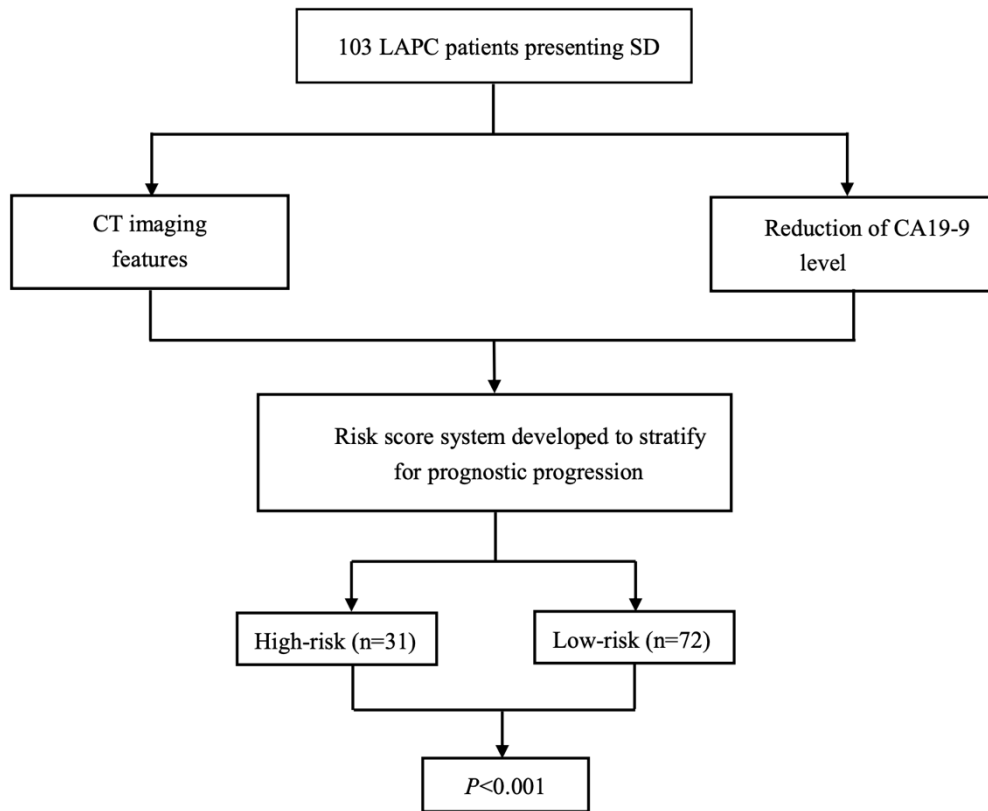 103 LAPC patients presenting SD
CT imaging
features
Reduction of CA19-9
level
Risk score system developed to stratify
for prognostic progression
High-risk (n=31)
Low-risk (n=72)
P<0.001